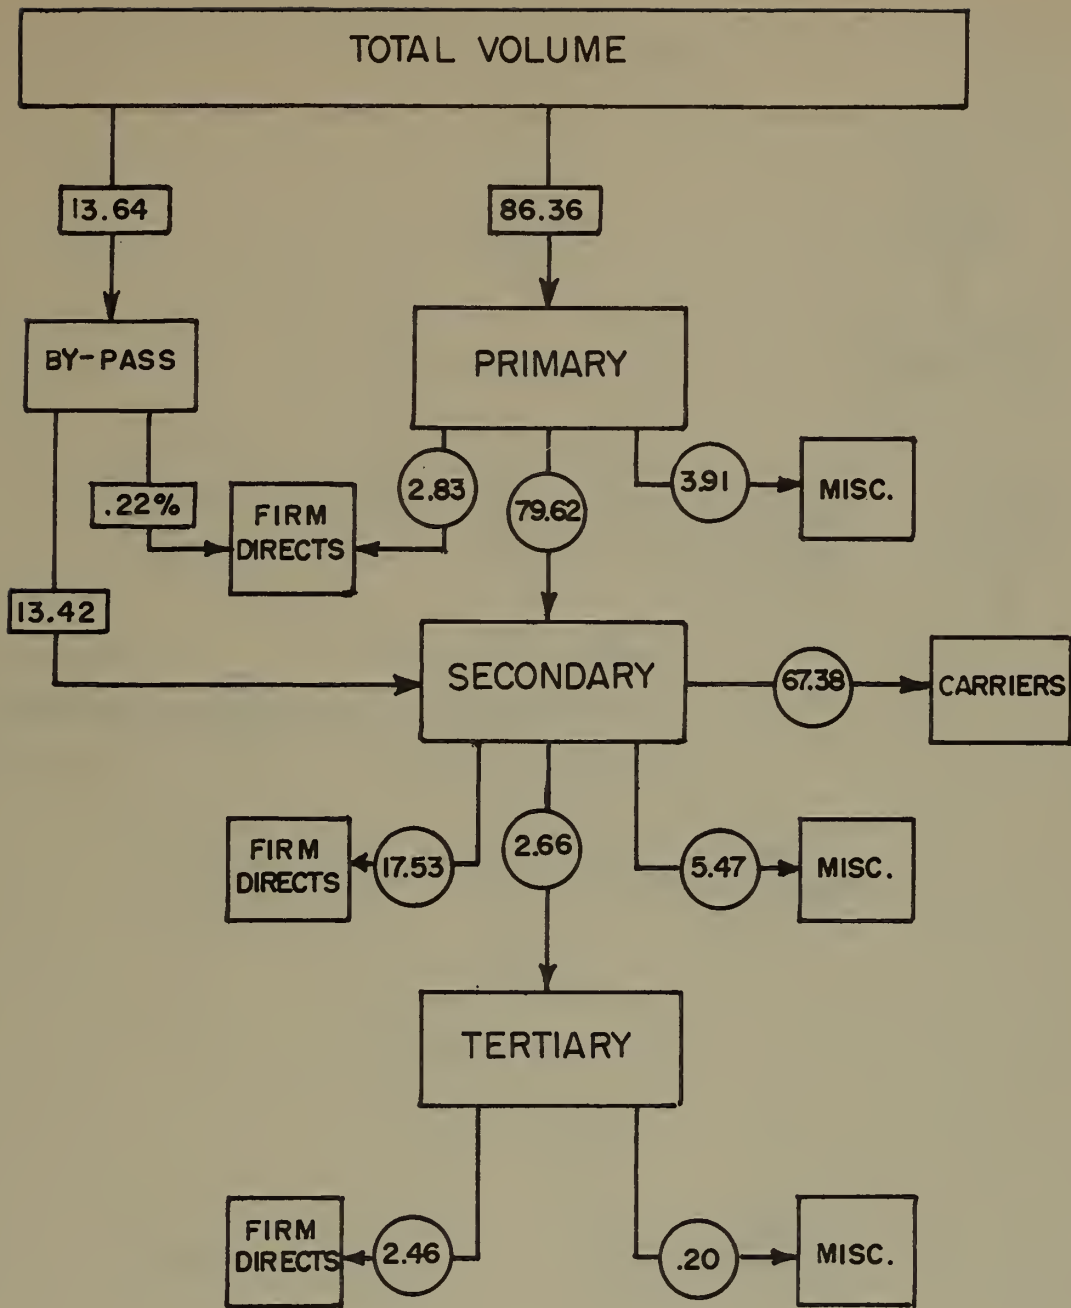 TOTAL VOLUME
13.64
86.36
BY-PASS
PRIMARY
.22%
FIRM
DIRECTS
2.83
79.62
3.91
MISC.
13.42
SECONDARY
67.38
CARRIERS
FIRM
DIRECTS
17.53
2.66
5.47
MISC.
TERTIARY
FIRM
DIRECTS
2.46
.20
MISC.